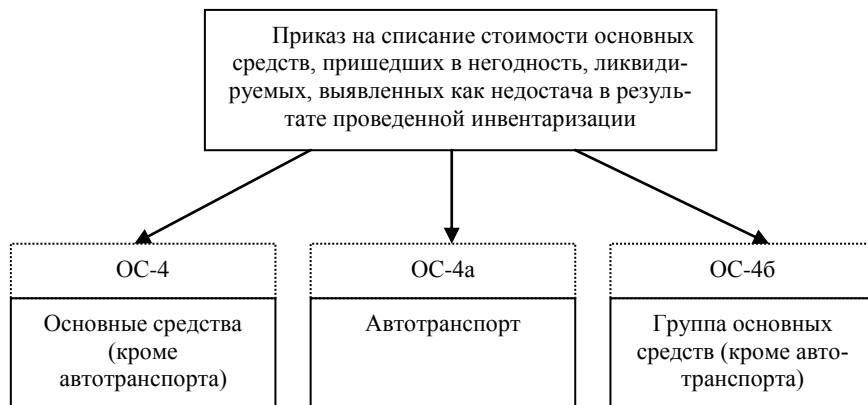 Приказ на списание стоимости основных
средств, пришедших в негодность, ликвиди-
руемых, выявленных как недостача в резуль-
тате проведенной инвентаризации
ОС-4
Основные средства
(кроме
автотранспорта)
ОС-4а
Автотранспорт
ОС-4б
Группа основных
средств (кроме авто-
транспорта)